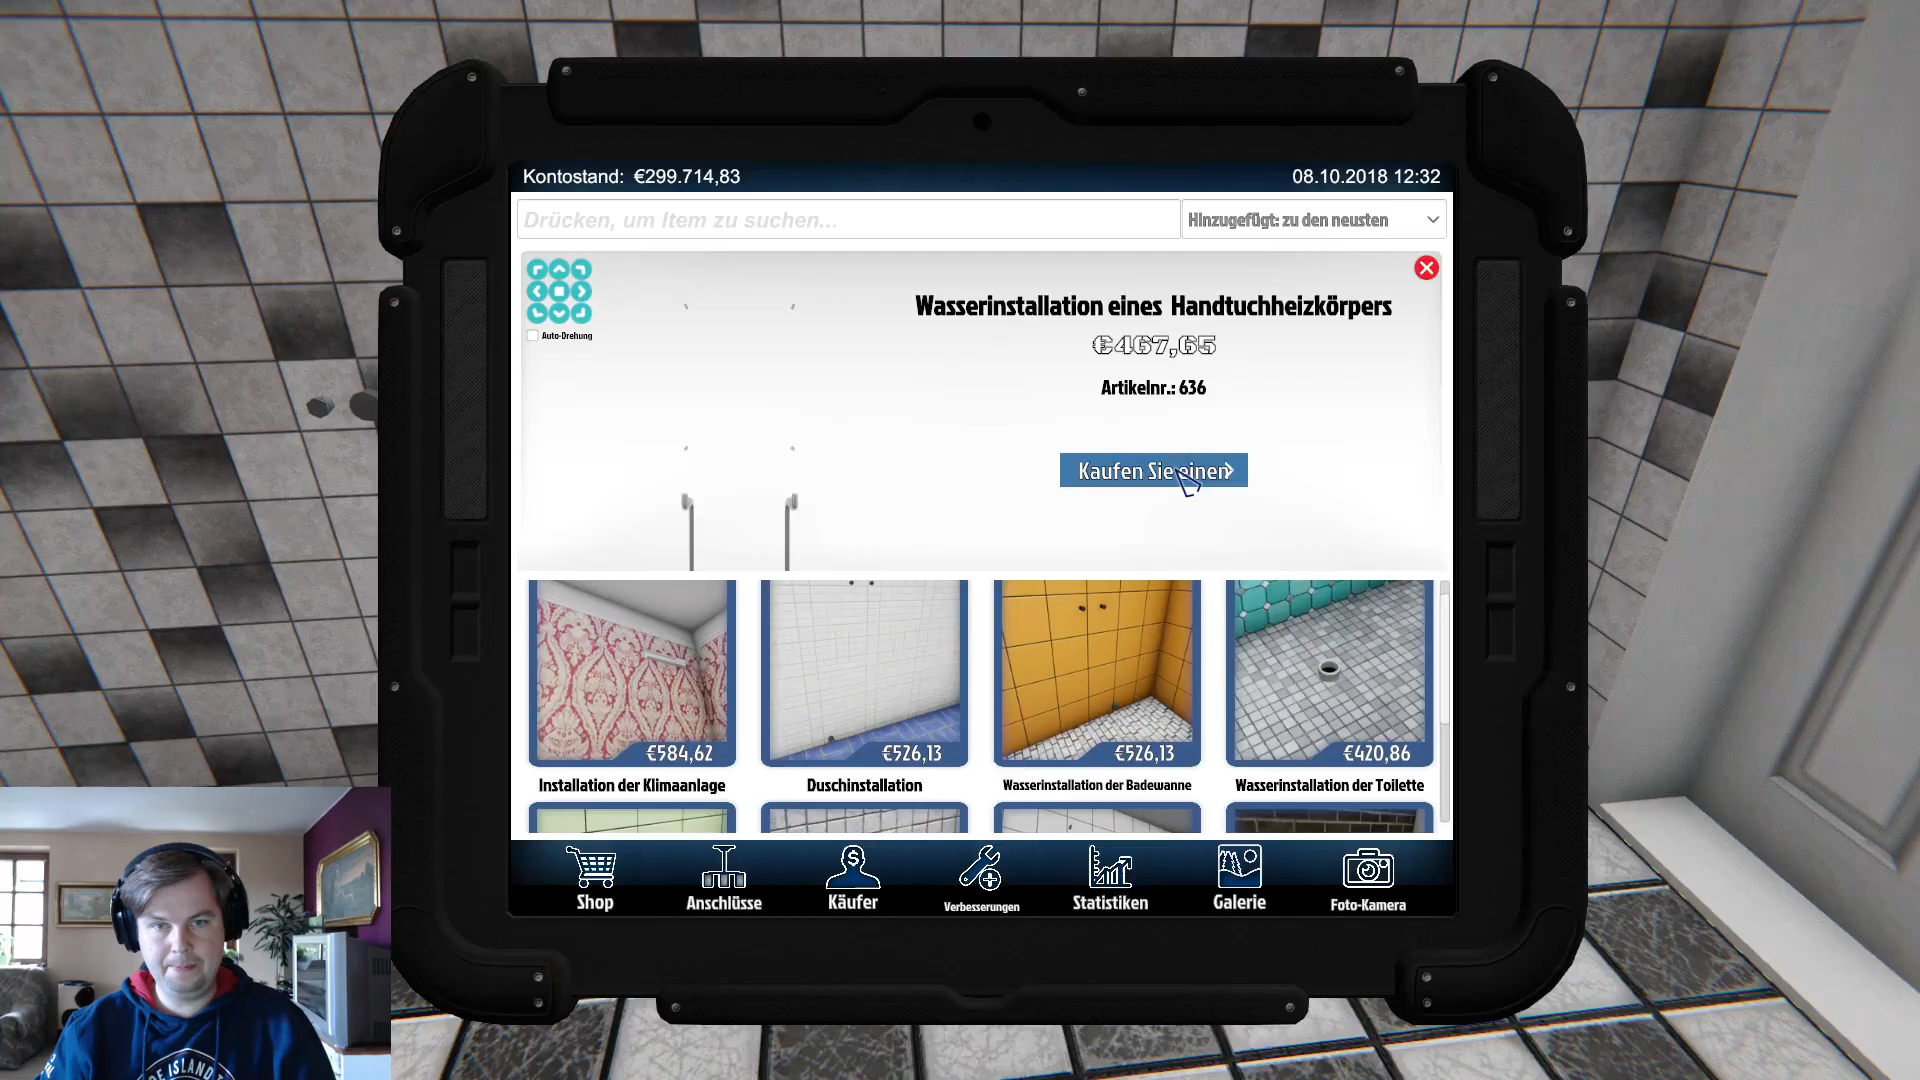 Kontostand: €299.714,83
08.10.2018 12:32
Drücken, um Item zu suchen...
Hinzugefügt: zu den neusten
Auto-Drehung
Wasserinstallation eines Handtuchheizkörpers
€467,65
Artikelnr.: 636
Kaufen Sie einen
€584,62
€526,13
€526,13
€420,86
Installation der Klimaanlage
Duschinstallation
Wasserinstallation der Badewanne
Wasserinstallation der Toilette
Shop
Anschlüsse
Käufer
Verbesserungen
Statistiken
Galerie
Foto-Kamera